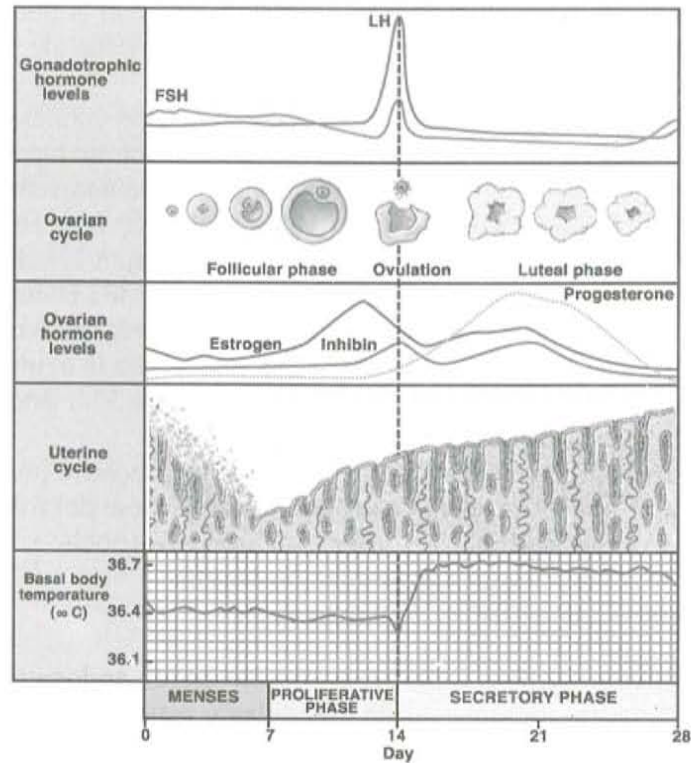 LH
Gonadotrophic
hormone
levels
FSH
Ovarian
cycle
Follicular phase
Ovulation
Luteal phase
Ovarian
hormone
levels
Progesterone
Estrogen
Inhibin
Uterine
cycle
Basal body
temperature
(∞ C)
36.7
36.4
36.1
MENSES
PROLIFERATIVE
PHASE
SECRETORY PHASE
0
7
14
21
28
Day